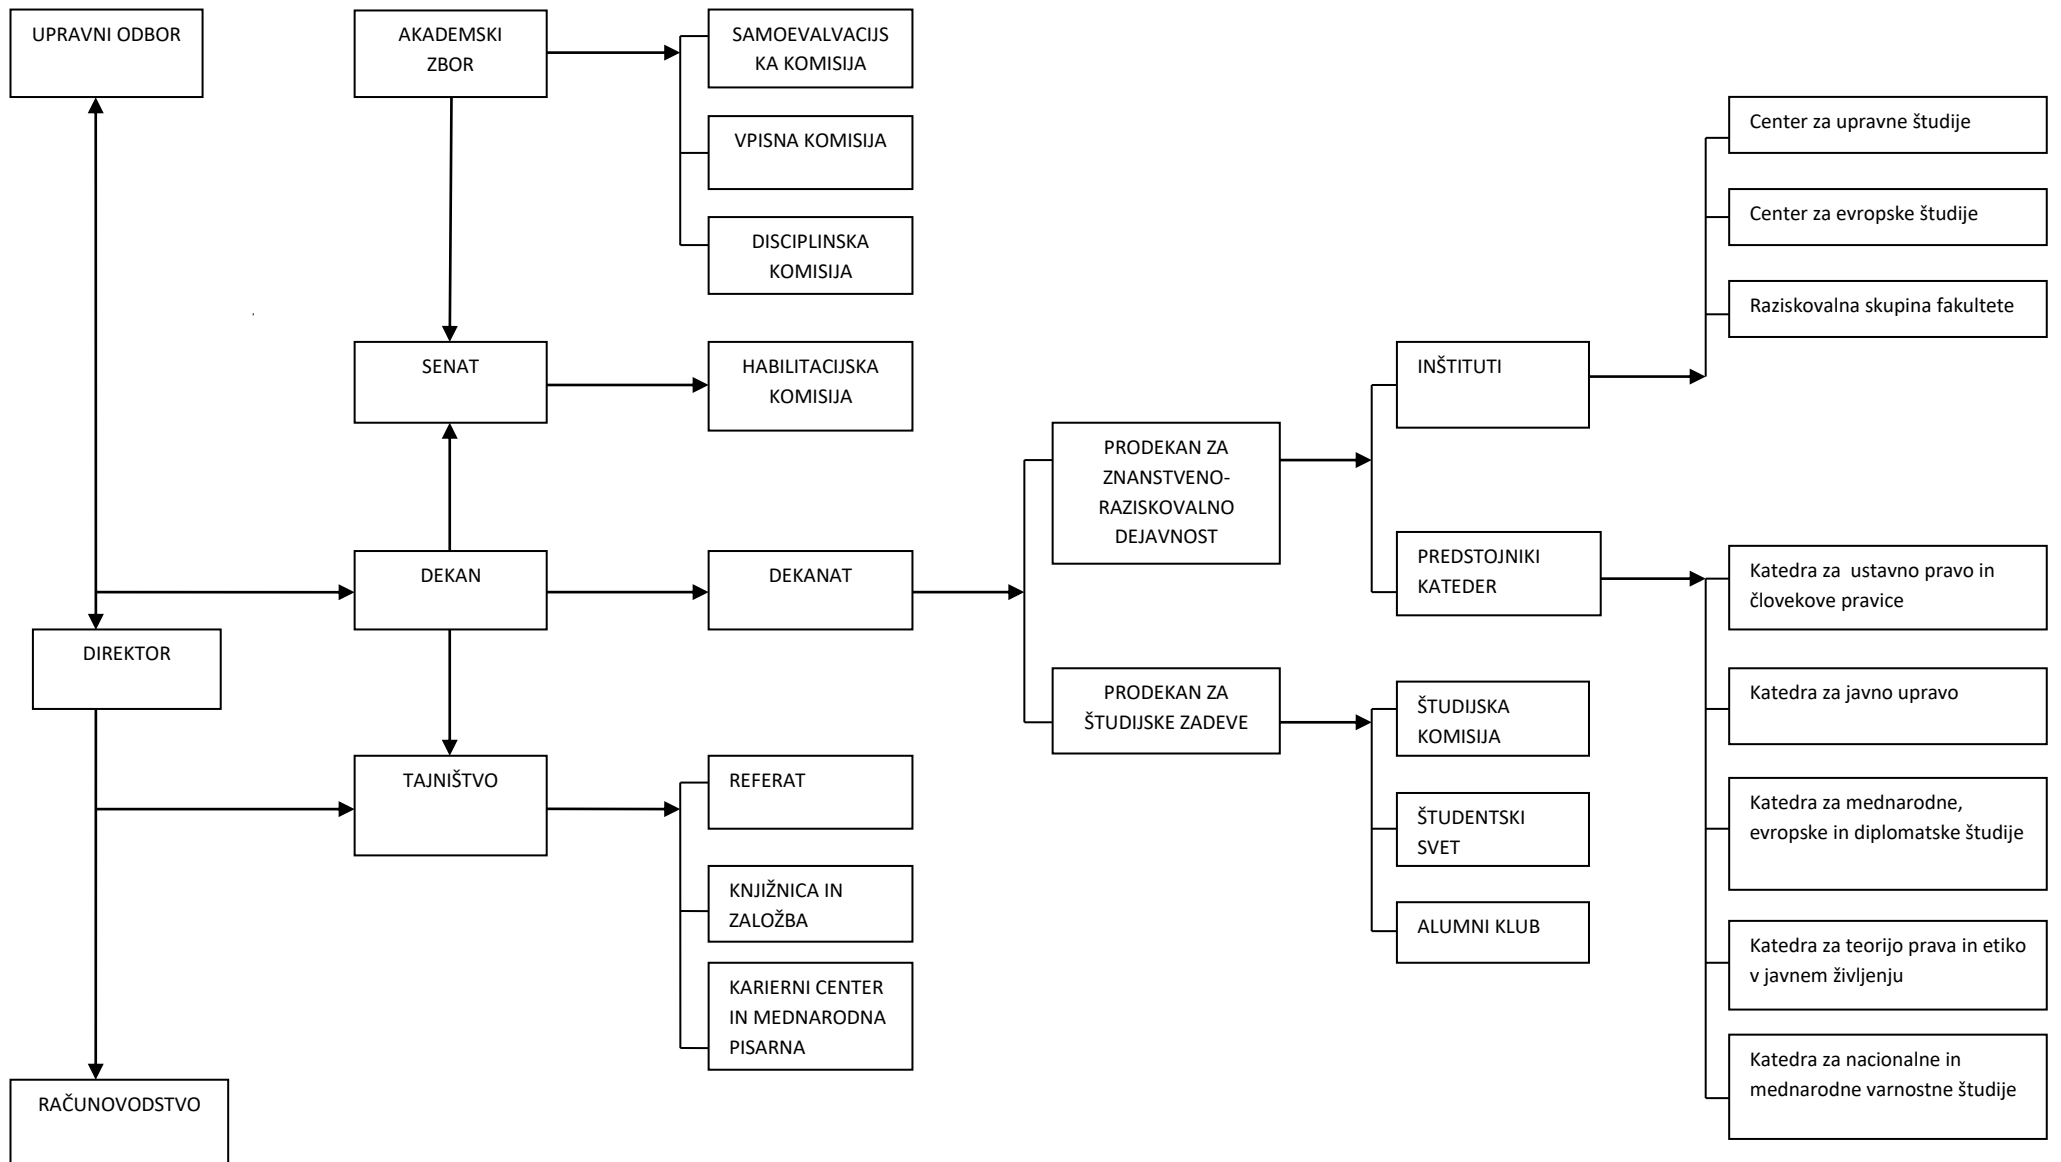 UPRAVNI ODBOR
AKADEMSKI
ZBOR
SAMOEVALVACIJS
KA KOMISIJA
VPISNA KOMISIJA
DISCIPLINSKA
KOMISIJA
SENAT
HABILITACIJSKA
KOMISIJA
DEKAN
DEKANAT
DIREKTOR
TAJNIŠTVO
REFERAT
KNJIŽNICA IN
ZALOŽBA
KARIERNI CENTER
IN MEDNARODNA
PISARNA
RAČUNOVODSTVO
PRODEKAN ZA
ZNANSTVENO-
RAZISKOVALNO
DEJAVNOST
PRODEKAN ZA
ŠTUDIJSKE ZADEVE
INŠTITUTI
PREDSTOJNIKI
KATEDER
ŠTUDIJSKA
KOMISIJA
ŠTUDENTSKI
SVET
ALUMNI KLUB
Center za upravne študije
Center za evropske študije
Raziskovalna skupina fakultete
Katedra za  ustavno pravo in
človekove pravice
Katedra za javno upravo
Katedra za mednarodne,
evropske in diplomatske študije
Katedra za teorijo prava in etiko
v javnem življenju
Katedra za nacionalne in
mednarodne varnostne študije